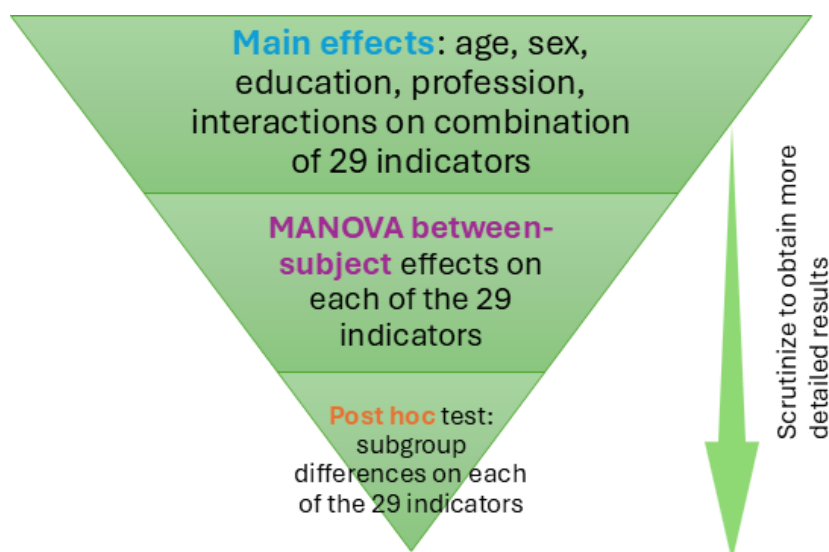 Main effects: age, sex,
education, profession,
interactions on combination
of 29 indicators
MANOVA between-
subject effects on
each of the 29
indicators
Post hoc test:
subgroup
differences on each
of the 29 indicators
Scrutinize to obtain more
detailed results